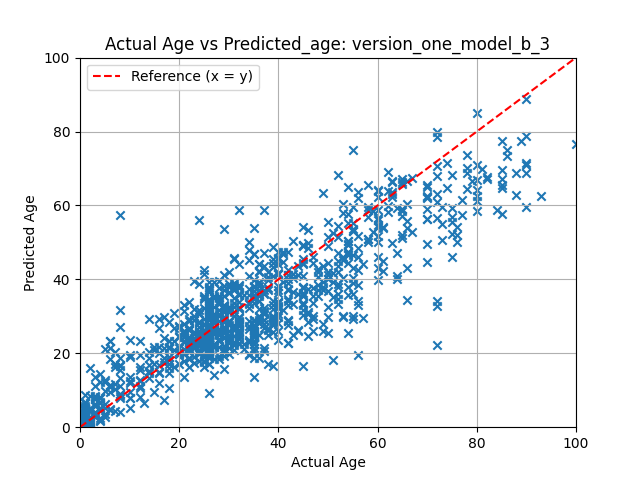 Actual Age vs Predicted_age: version_one_model_b_3
Reference (x = y)
100
80
60
40
20
0
Predicted Age
0 20 40 60 80 100
Actual Age